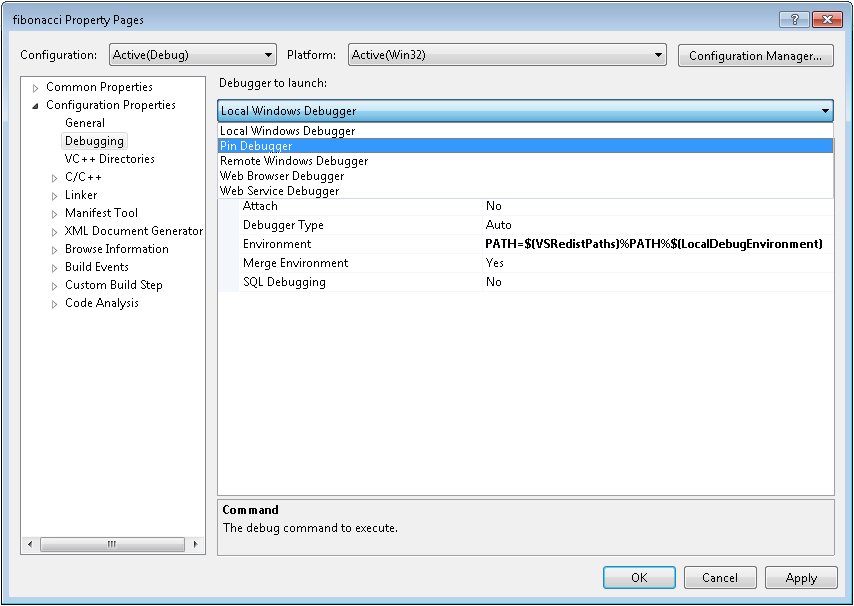 fibonacci Property Pages
Configuration: Active(Debug) Platform: Active(Win32) Configuration Manager...
Common Properties
Configuration Properties
General
Debugging
VC++ Directories
C/C++
Linker
Manifest Tool
XML Document Generator
Browse Information
Build Events
Custom Build Step
Code Analysis
Debugger to launch:
Local Windows Debugger
Local Windows Debugger
Pin Debugger
Remote Windows Debugger
Web Browser Debugger
Web Service Debugger
Attach No
Debugger Type Auto
Environment PATH=$(VSRedistPaths)%PATH%$(LocalDebugEnvironment)
Merge Environment Yes
SQL Debugging No
Command
The debug command to execute.
OK Cancel Apply